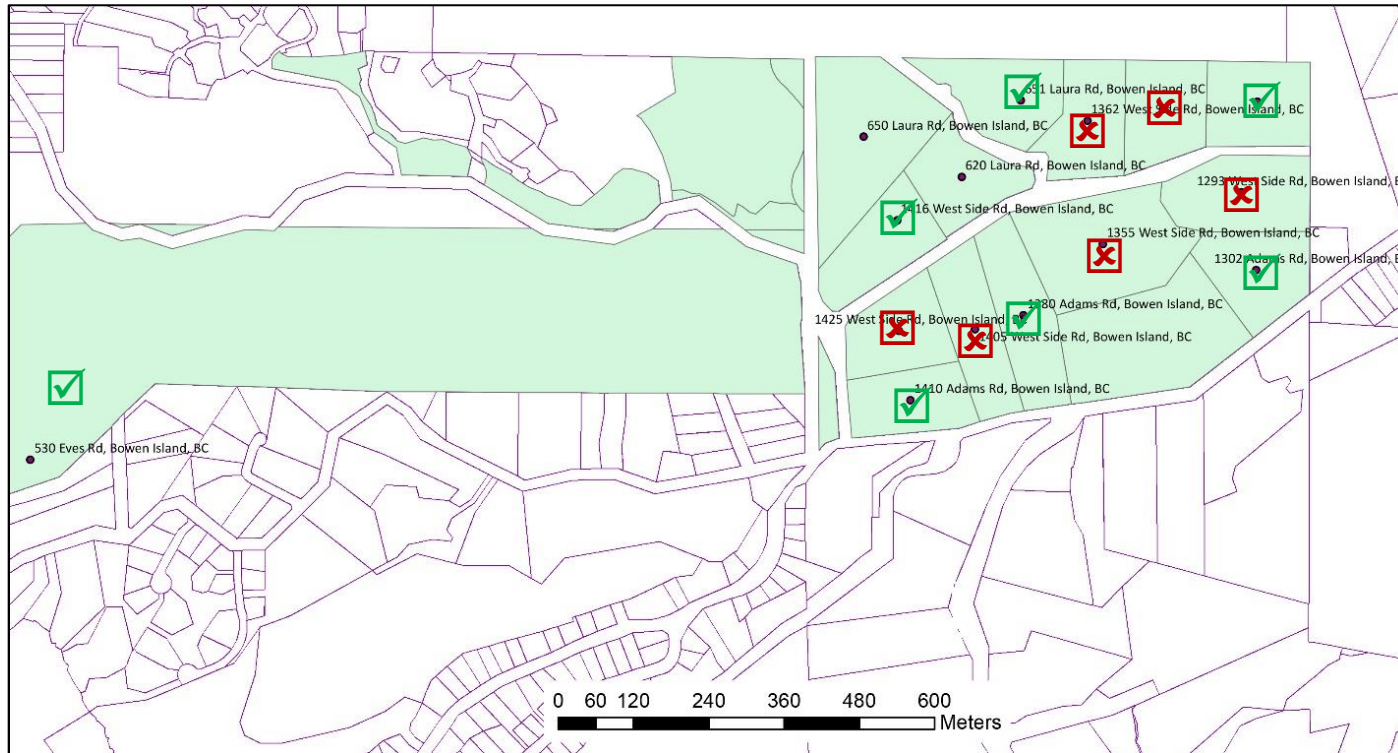 651 Laura Rd, Bowen Island, BC
1362 West Side Rd, Bowen Island, BC
650 Laura Rd, Bowen Island, BC
620 Laura Rd, Bowen Island, BC
1293 West Side Rd, Bowen Island, B
1416 West Side Rd, Bowen Island, BC
1355 West Side Rd, Bowen Island, BC
1302 Adams Rd, Bowen Island, B
1380 Adams Rd, Bowen Island, BC
1425 West Side Rd, Bowen Island, BC
1405 West Side Rd, Bowen Island, BC
1410 Adams Rd, Bowen Island, BC
530 Eves Rd, Bowen Island, BC
0 60 120 240 360 480 600
Meters